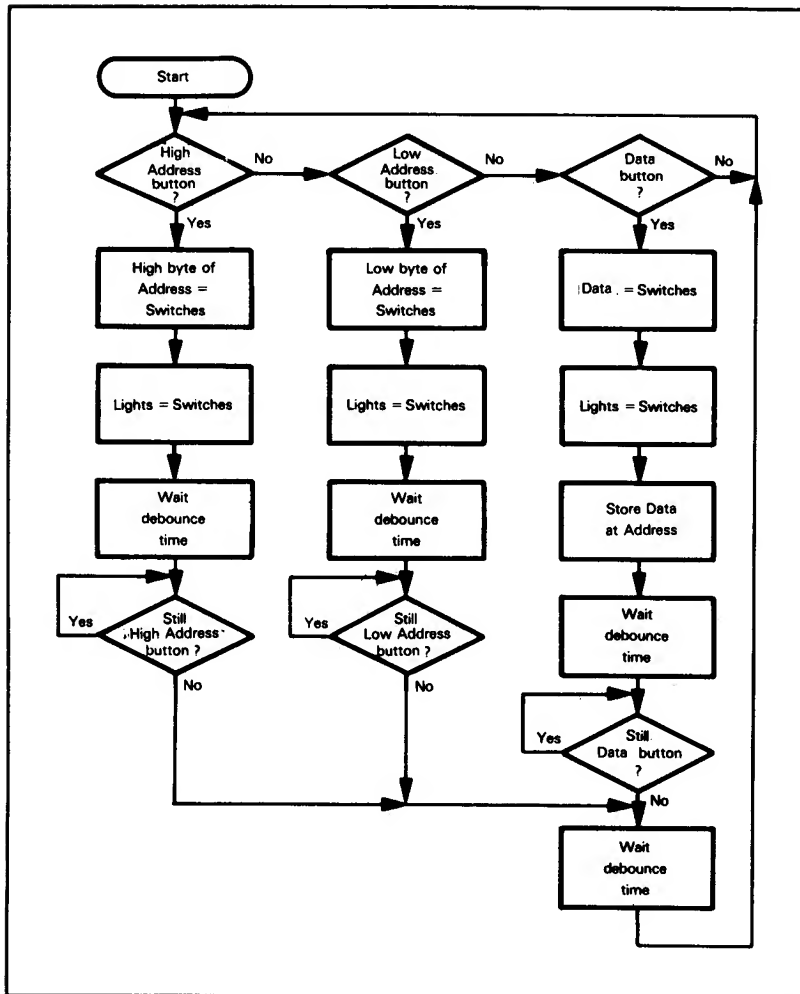 Start
High
Address
button
?
No
Yes
Low
Address
button
?
No
Yes
Data
button
?
No
Yes
High byte of
Address =
Switches
Low byte of
Address =
Switches
Data = Switches
Lights = Switches
Lights = Switches
Lights = Switches
Wait
debounce
time
Wait
debounce
time
Store Data
at Address
Still
High Address
button ?
Yes
No
Still
Low Address
button ?
Yes
No
Wait
debounce
time
Still
Data button
?
Yes
No
Wait
debounce
time